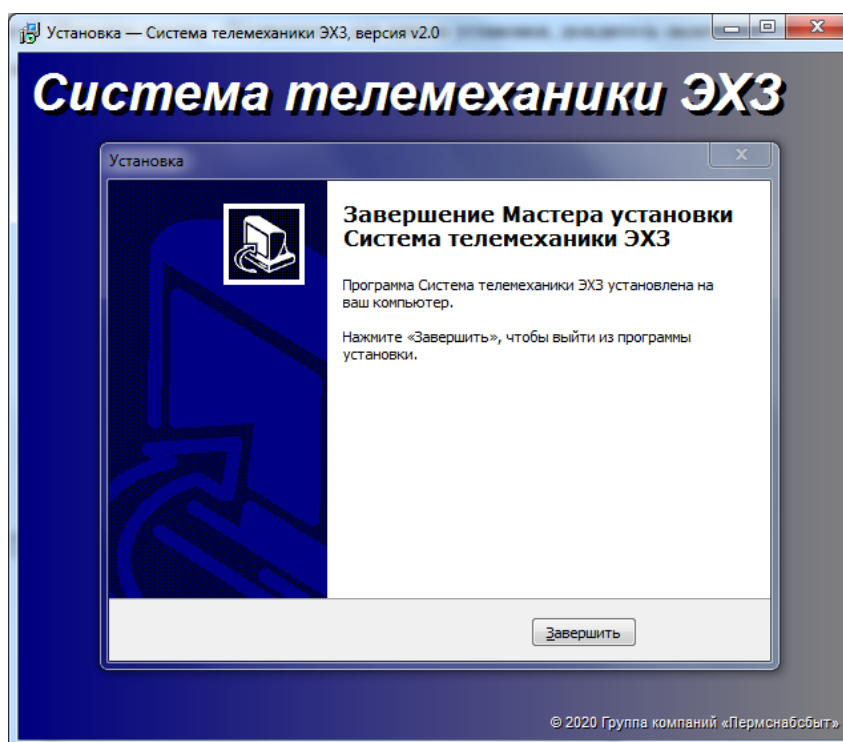 Установка — Система телемеханики ЭХЗ, версия v2.0
Система телемеханики ЭХЗ
Установка
Завершение Мастера установки
Система телемеханики ЭХЗ
Программа Система телемеханики ЭХЗ установлена на
ваш компьютер.
Нажмите «Завершить», чтобы выйти из программы
установки.
Завершить
© 2020 Группа компаний «Пермснабсбыт»